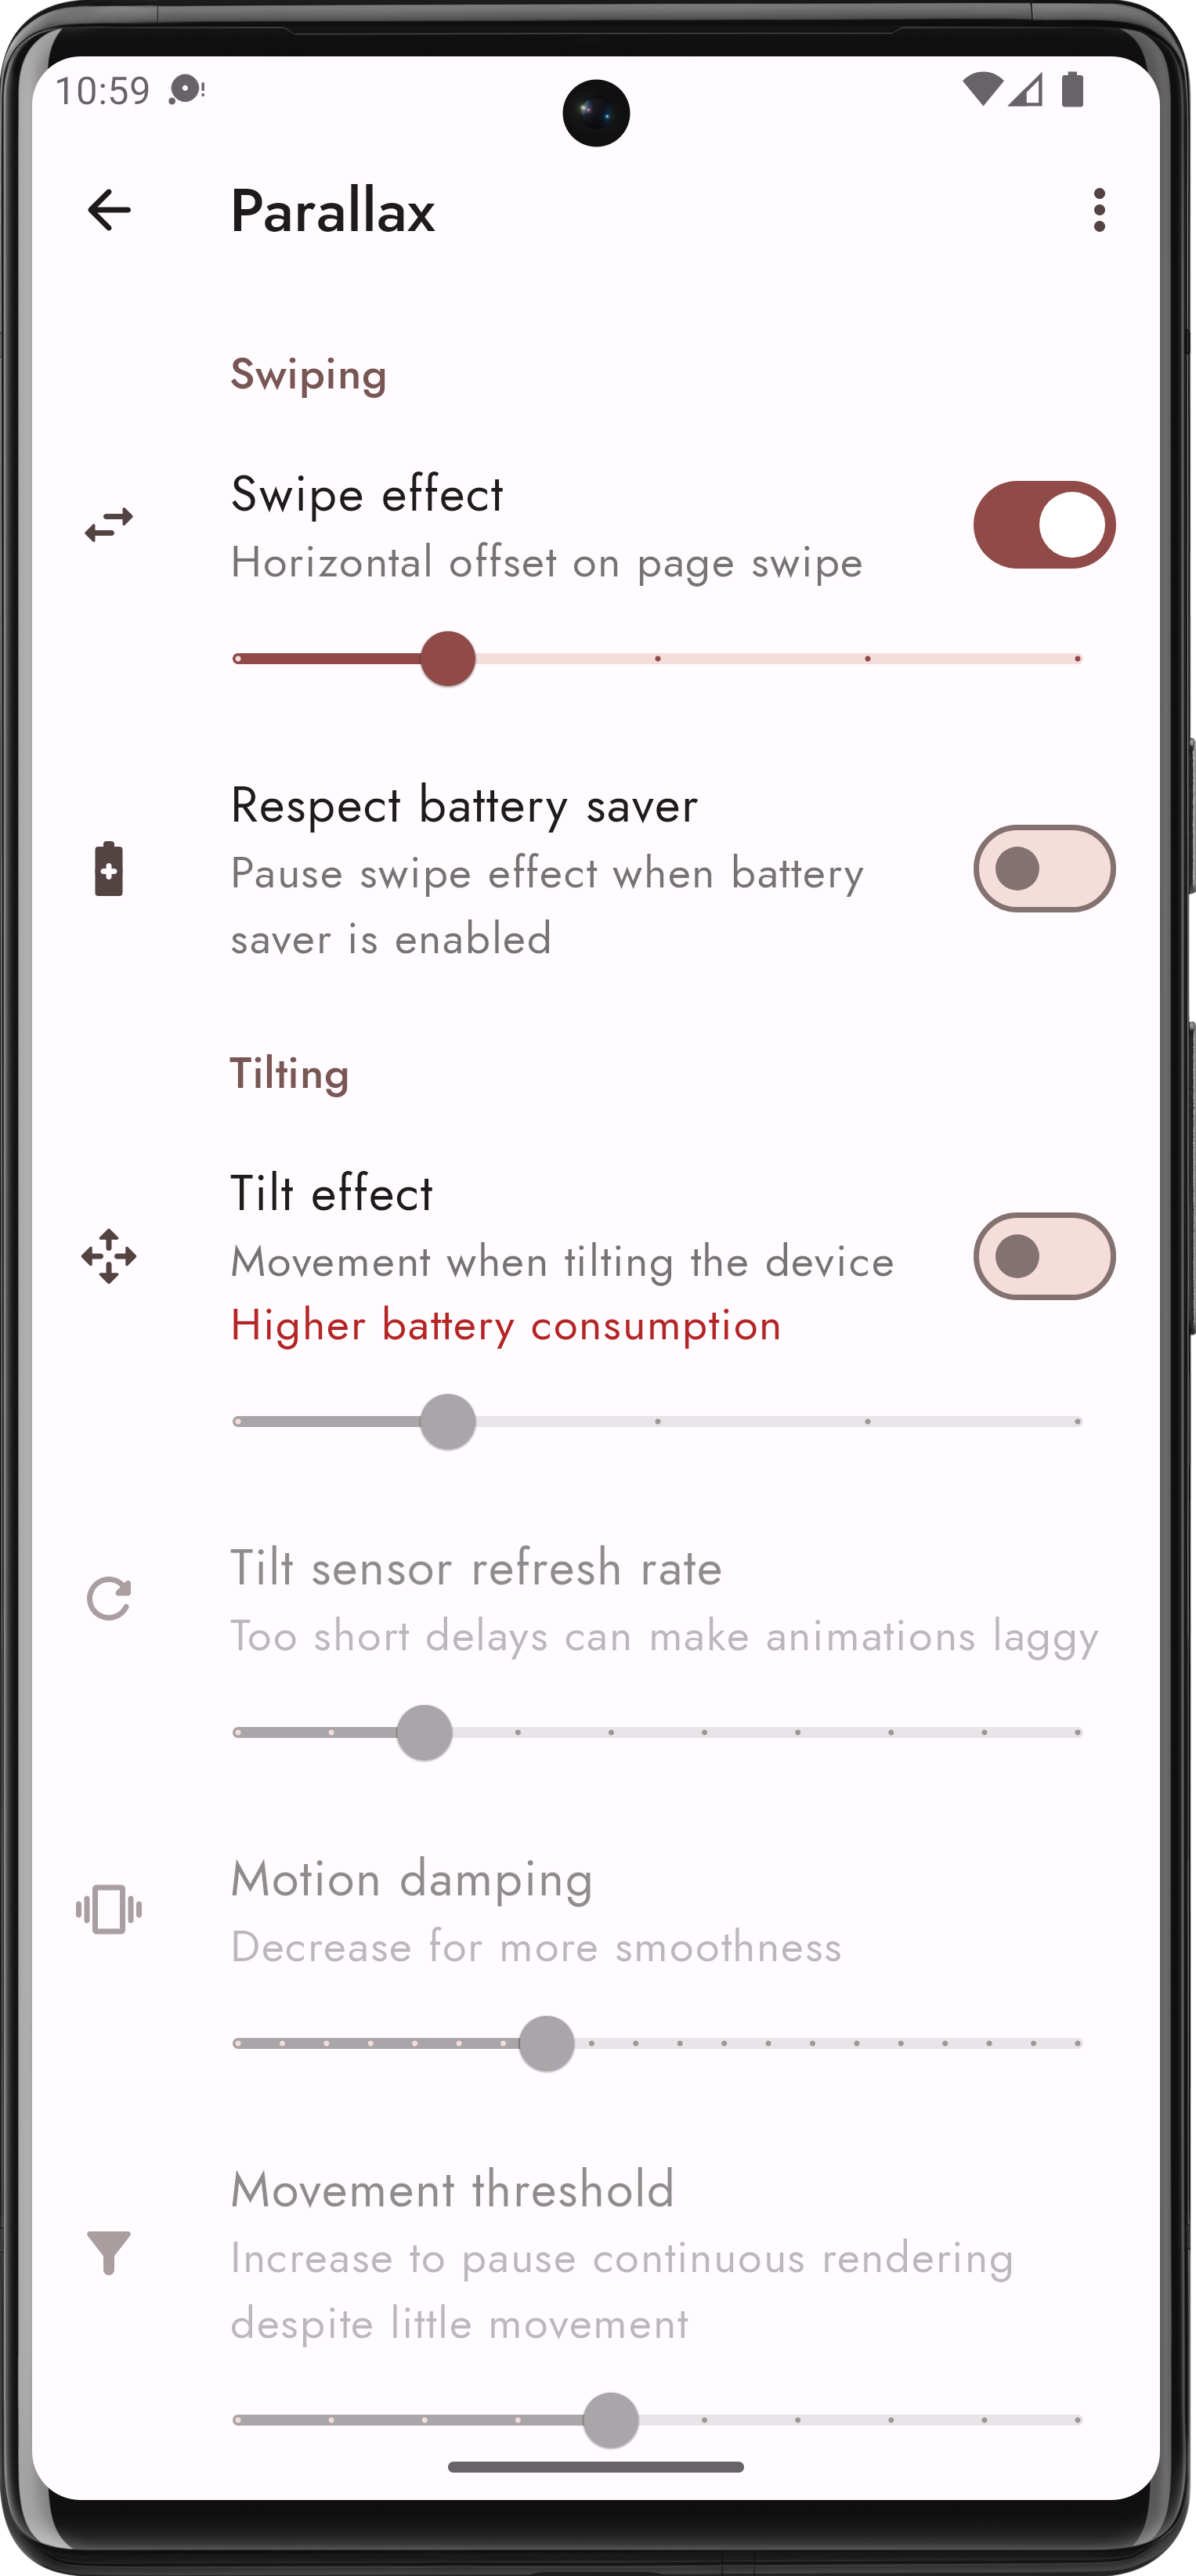 10:59
Parallax
Swiping
Swipe effect
Horizontal offset on page swipe
Respect battery saver
Pause swipe effect when battery
saver is enabled
Tilting
Tilt effect
Movement when tilting the device
Higher battery consumption
Tilt sensor refresh rate
Too short delays can make animations laggy
Motion damping
Decrease for more smoothness
Movement threshold
Increase to pause continuous rendering
despite little movement